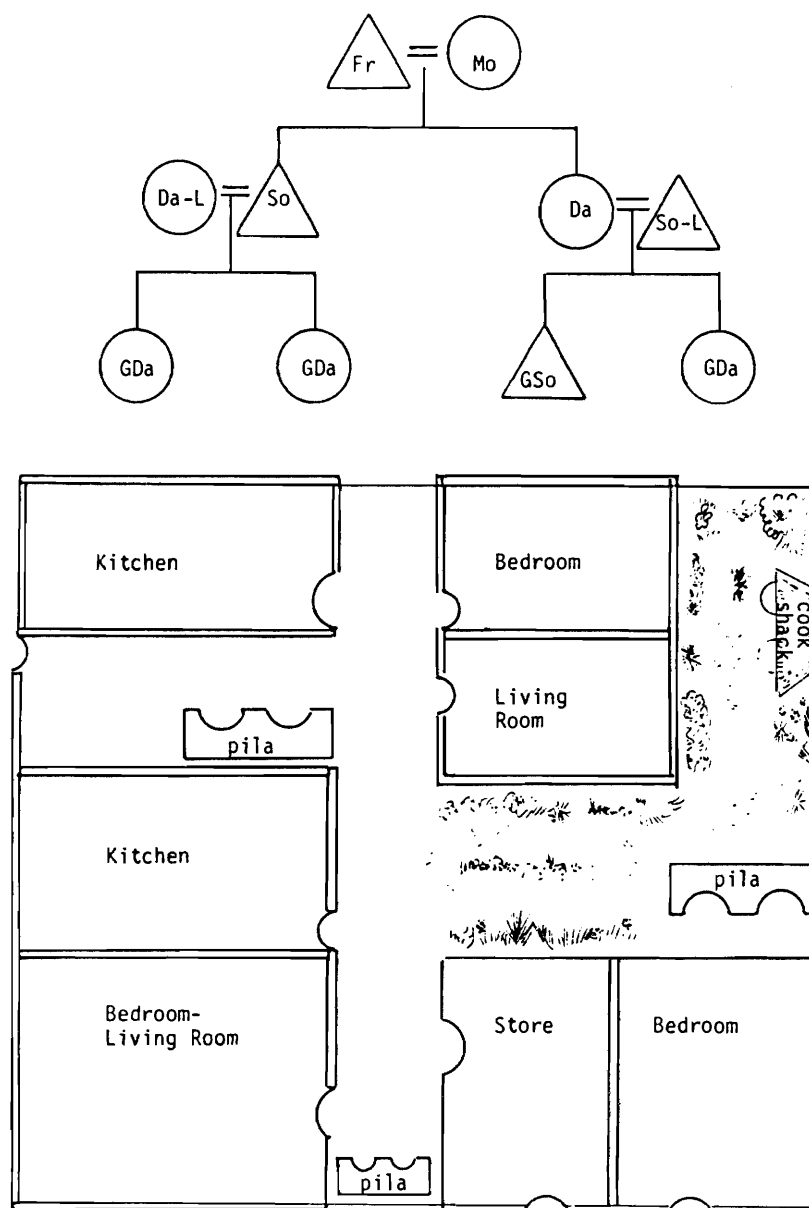 Fr
Mo
Da-L
So
Da
So-L
GDa
GDa
GSo
GDa
Kitchen
Bedroom
cook
shack
Living
Room
pila
Kitchen
pila
Bedroom-
Living Room
Store
Bedroom
pila